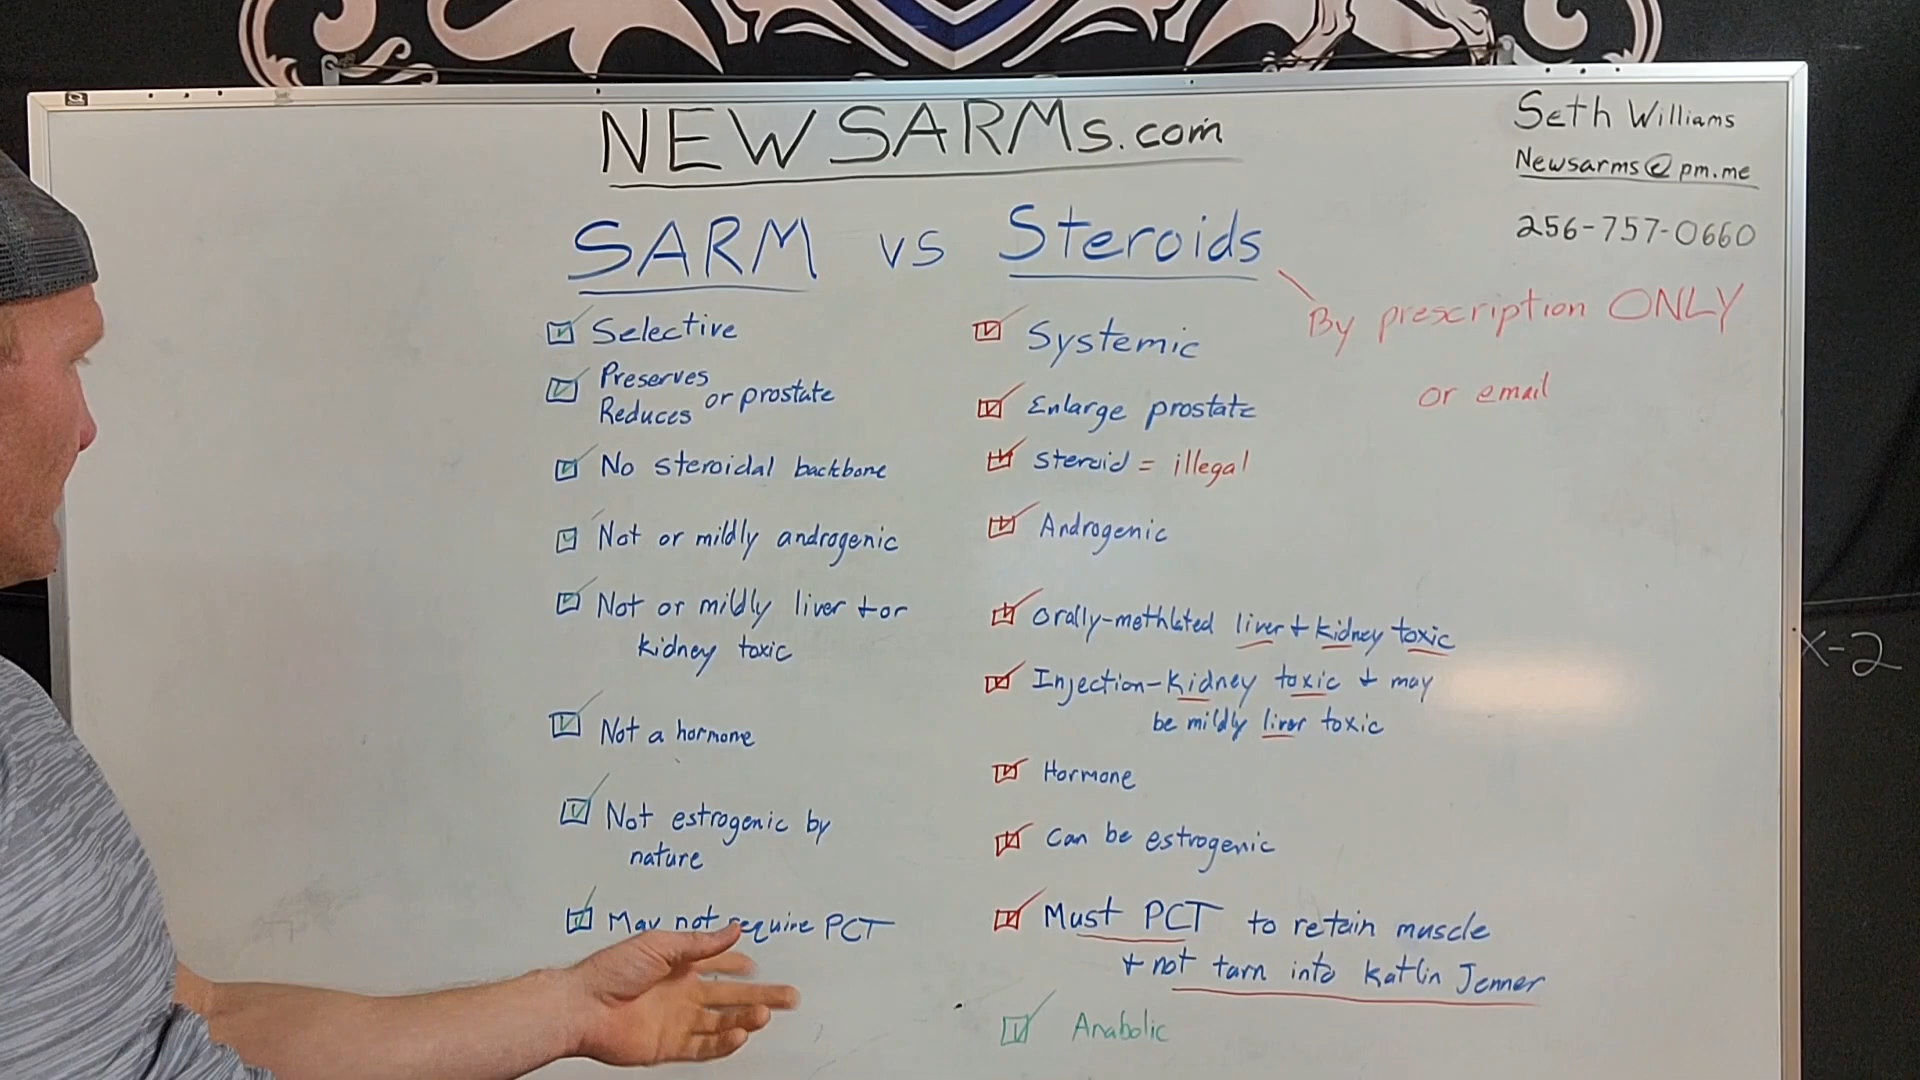 NEWSARMs.com
Seth Williams
Newsarms@pm.me
256-757-0660
SARM vs Steroids
By prescription ONLY
or email
Selective
Preserves
Reduces or prostate
No steroidal backbone
Not or mildly androgenic
Not or mildly liver + or
kidney toxic
Not a hormone
Not estrogenic by
nature
May not require PCT
Systemic
Enlarge prostate
Steroid = illegal
Androgenic
Orally-methlated liver + kidney toxic
Injection-kidney toxic + may
be mildly liver toxic
Hormone
Can be estrogenic
Must PCT to retain muscle
+ not turn into Katlin Jenner
Anabolic
X-2